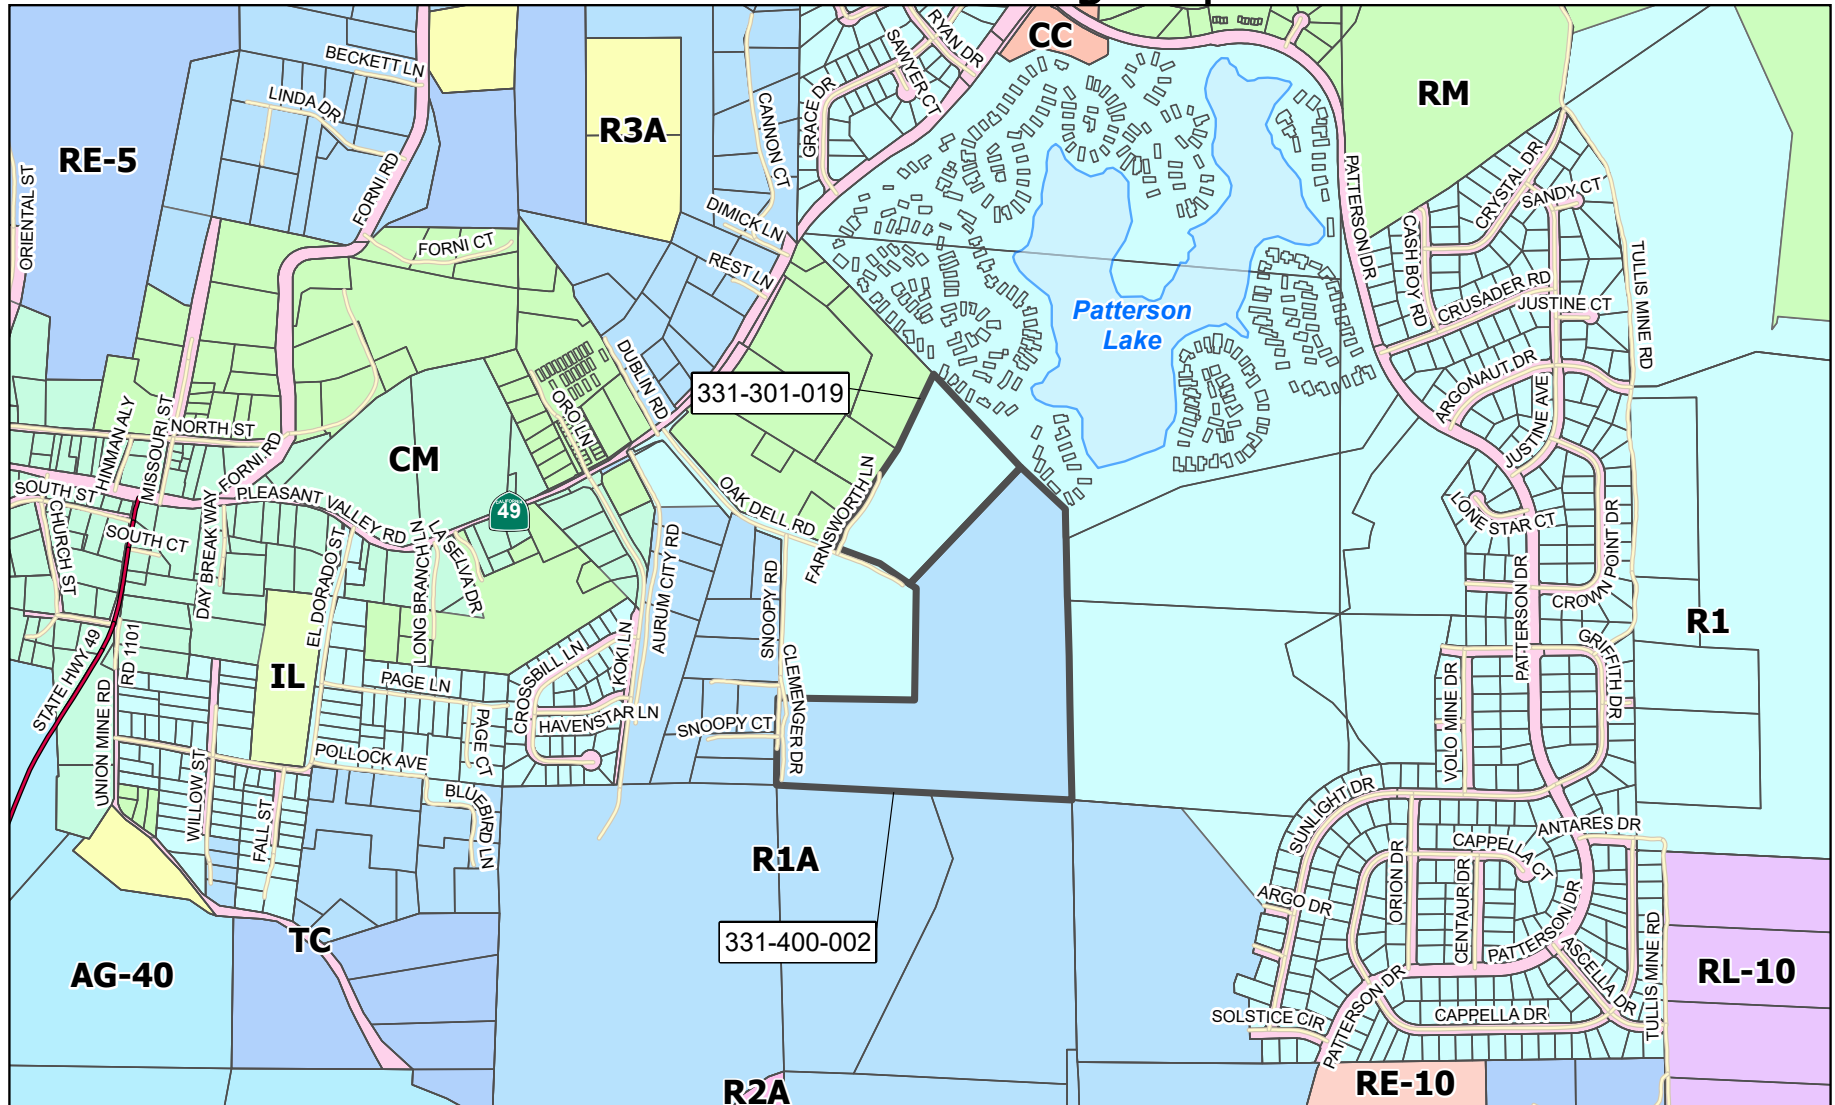 CC
RYAN DR
SAWYER CT
GRACE DR
BECKETT LN
LINDA DR
CANNON CT
RM
R3A
RE-5
ORIENTAL ST
FORNI RD
FORNI CT
DIMICK LN
REST LN
PATTERSON DR
CRYSTAL DR
SANDY CT
CASH BOY RD
TULLIS MINE RD
CRUSADER RD
JUSTINE CT
Patterson
Lake
DUBLIN RD
331-301-019
ARGONAUT DR
JUSTINE AVE
HINMAN ALY
MISSOURI ST
NORTH ST
FORNI RD
CM
ORO LN
SOUTH ST
PLEASANT VALLEY RD
CALIFORNIA
49
OAK DELL RD
FARNSWORTH LN
LONE STAR CT
CROWN POINT DR
CHURCH ST
SOUTH CT
DAY BREAK WAY
EL DORADO ST
LONG BRANCH LN
LA SELVA DR
AURUM CITY RD
SNOOPY RD
PATTERSON DR
R1
STATE HWY 49
RD 1101
IL
CROSSBILL LN
KOKI LN
CLEMENGER DR
GRIFFITH DR
VOLO MINE DR
UNION MINE RD
PAGE LN
PAGE CT
HAVENSTAR LN
SNOOPY CT
POLLOCK AVE
WILLOW ST
FALL ST
BLUEBIRD LN
SUNLIGHT DR
ANTARES DR
R1A
CAPPELLA CT
ORION DR
CENTAUR DR
ARGO DR
PATTERSON DR
ASCELLA DR
TULLIS MINE RD
331-400-002
TC
AG-40
RL-10
SOLSTICE CIR
PATTERSON DR
CAPPELLA DR
R2A
RE-10